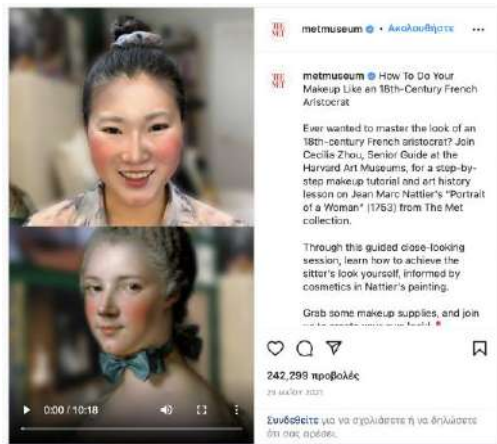 THE MET
metmuseum • Ακολουθήστε
THE MET
metmuseum How To Do Your
Makeup Like an 18th-Century French
Aristocrat
Ever wanted to master the look of an
18th-century French aristocrat? Join
Cecilia Zhou, Senior Guide at the
Harvard Art Museums, for a step-by-
step makeup tutorial and art history
lesson on Jean Marc Nattier's "Portrait
of a Woman" (1753) from The Met
collection.
Through this guided close-looking
session, learn how to achieve the
sitter's look yourself, informed by
cosmetics in Nattier's painting.
Grab some makeup supplies, and join
0:00 / 10:18
242,299 προβολές
Συνδεθείτε για να σχολιάσετε ή να δηλώσετε
ότι σας αρέσει.